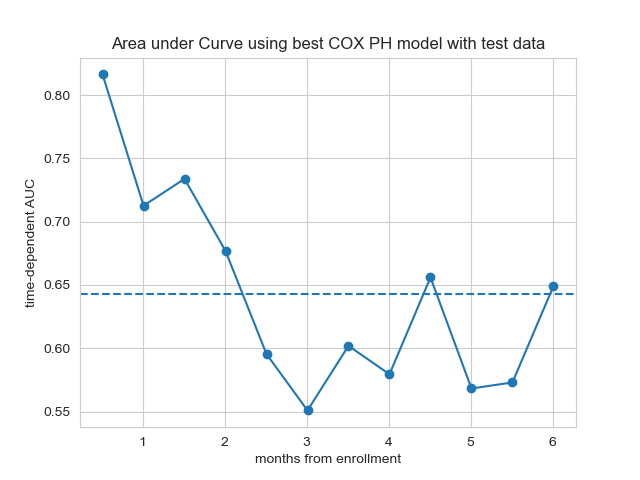 Area under Curve using best COX PH model with test data
time-dependent AUC
0.80
0.75
0.70
0.65
0.60
0.55
1 2 3 4 5 6
months from enrollment